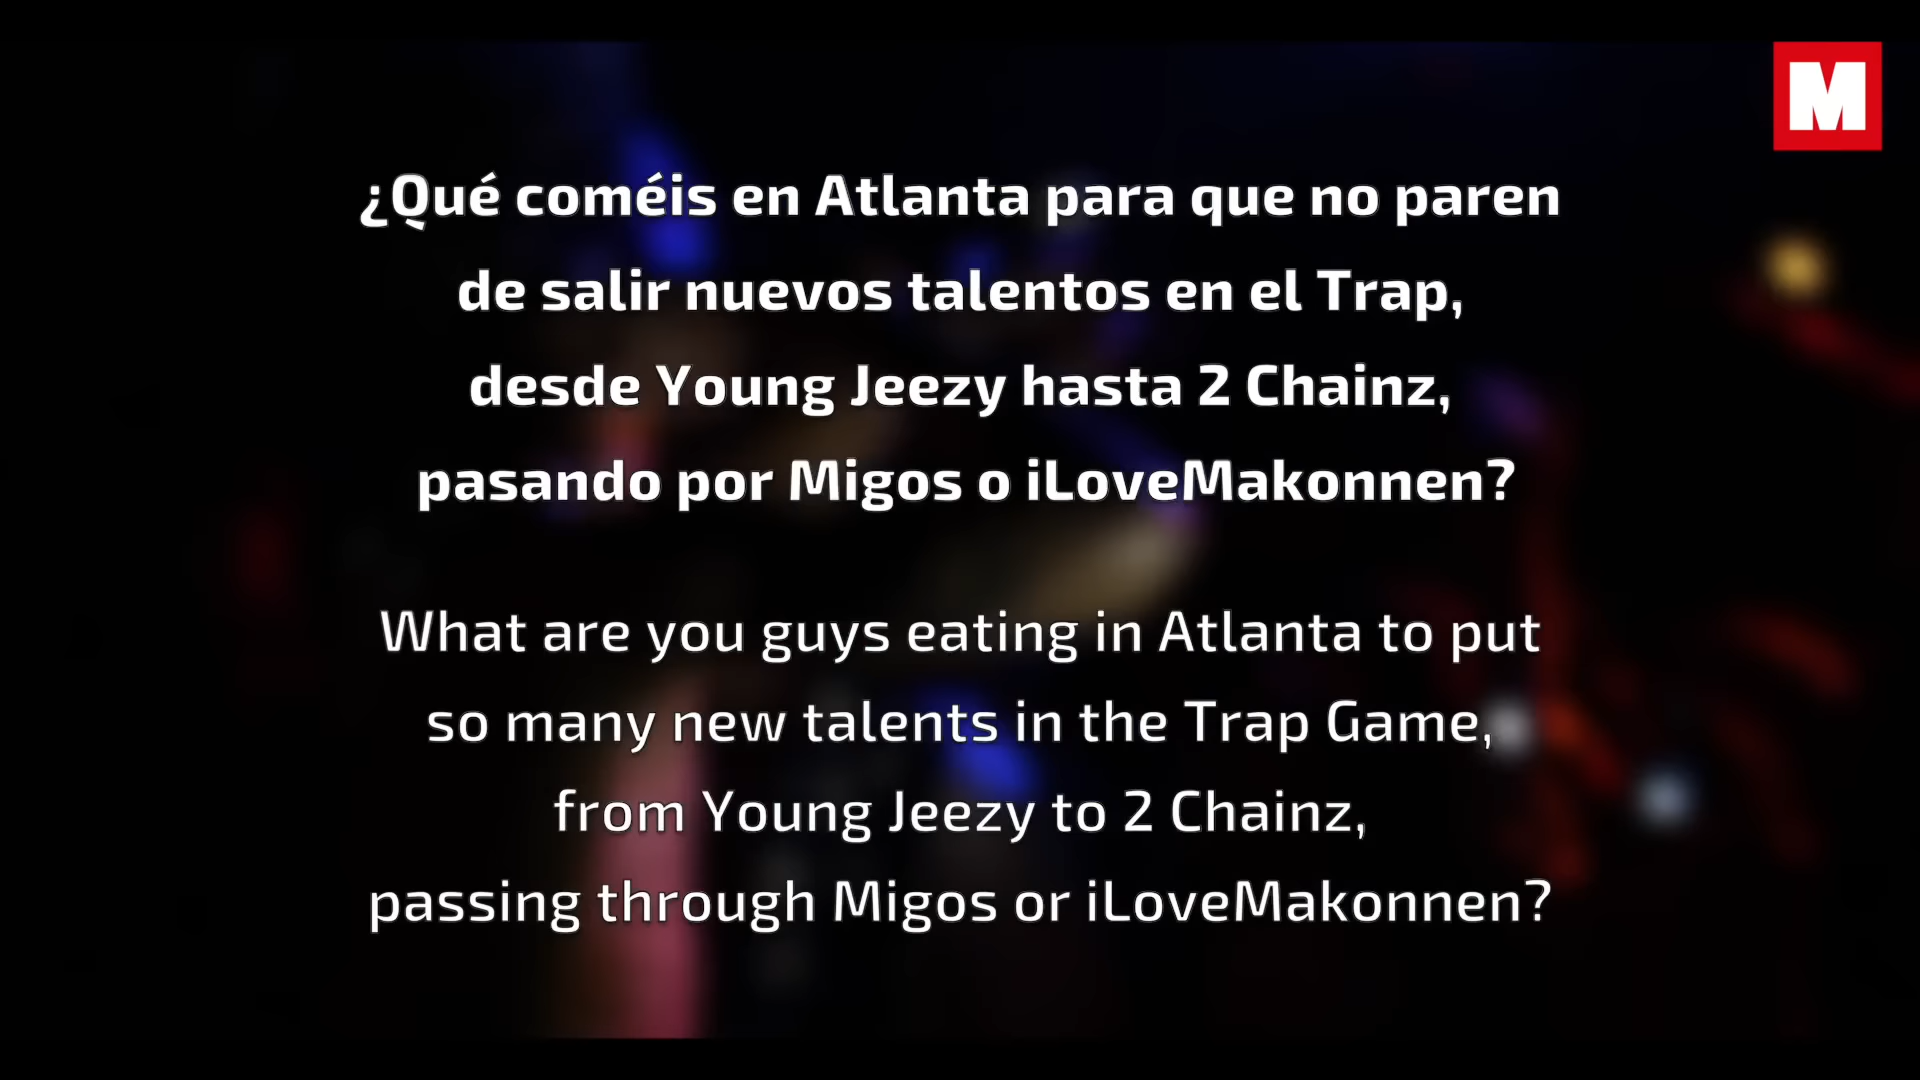 M
¿Qué coméis en Atlanta para que no paren
de salir nuevos talentos en el Trap,
desde Young Jeezy hasta 2 Chainz,
pasando por Migos o iLoveMakonnen?
What are you guys eating in Atlanta to put
so many new talents in the Trap Game,
from Young Jeezy to 2 Chainz,
passing through Migos or iLoveMakonnen?